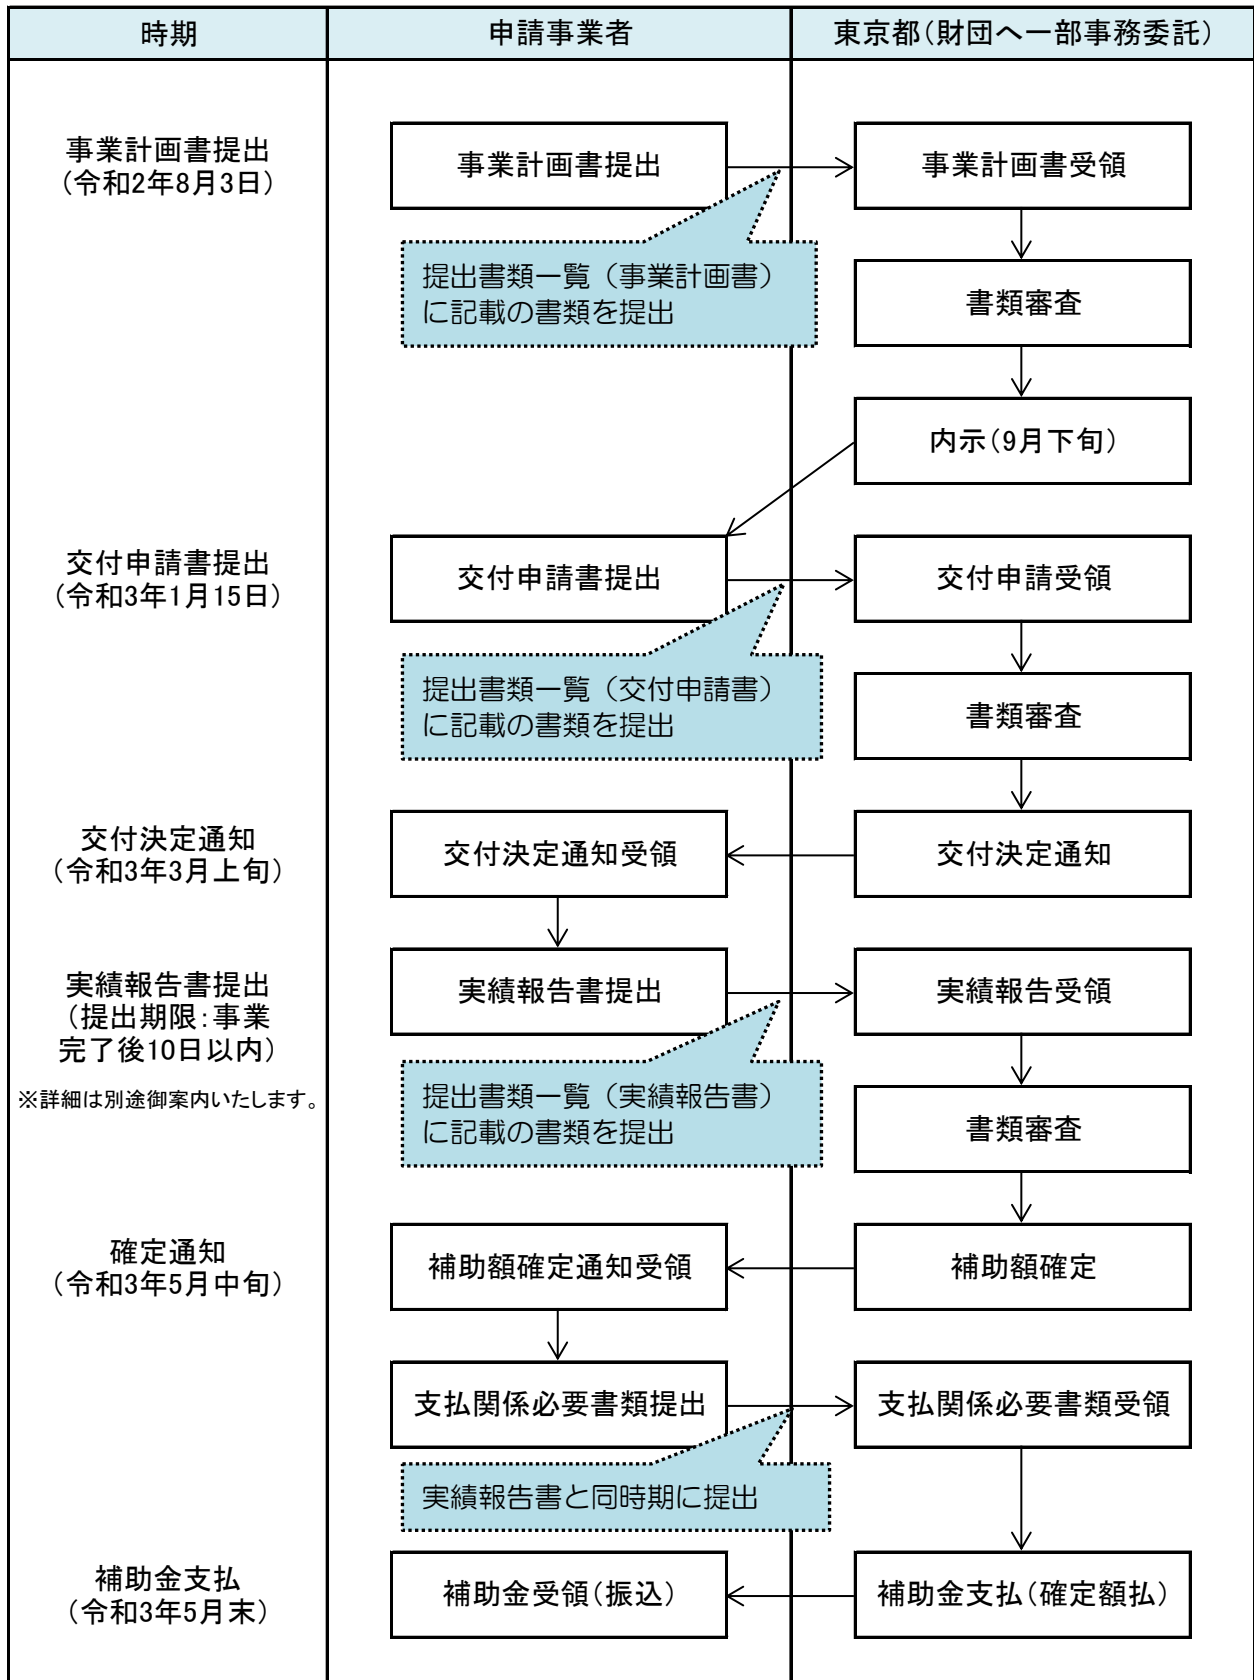 時期
申請事業者
東京都（財団へ一部事務委託）
事業計画書提出
（令和2年8月3日）
事業計画書提出
事業計画書受領
提出書類一覧（事業計画書）
に記載の書類を提出
書類審査
内示（9月下旬）
交付申請書提出
（令和3年1月15日）
交付申請書提出
交付申請受領
提出書類一覧（交付申請書）
に記載の書類を提出
書類審査
交付決定通知
（令和3年3月上旬）
交付決定通知受領
交付決定通知
実績報告書提出
（提出期限：事業
完了後10日以内）
※詳細は別途御案内いたします。
実績報告書提出
実績報告受領
提出書類一覧（実績報告書）
に記載の書類を提出
書類審査
確定通知
（令和3年5月中旬）
補助額確定通知受領
補助額確定
支払関係必要書類提出
支払関係必要書類受領
実績報告書と同時期に提出
補助金支払
（令和3年5月末）
補助金受領（振込）
補助金支払（確定額払）